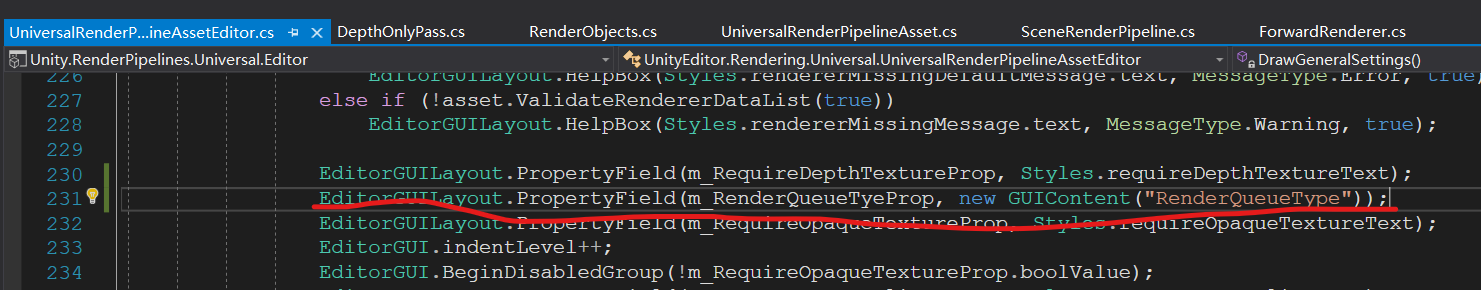 UniversalRenderP...ineAssetEditor.cs DepthOnlyPass.cs RenderObjects.cs UniversalRenderPipelineAsset.cs SceneRenderPipeline.cs ForwardRenderer.cs
Unity.RenderPipelines.Universal.Editor UnityEditor.Rendering.Universal.UniversalRenderPipelineAssetEditor DrawGeneralSettings()
226 EditorGUILayout.HelpBox(Styles.rendererMissingDefaultMessage.text, MessageType.Error, true)
227 else if (!asset.ValidateRendererDataList(true))
228 EditorGUILayout.HelpBox(Styles.rendererMissingMessage.text, MessageType.Warning, true);
229
230 EditorGUILayout.PropertyField(m_RequireDepthTextureProp, Styles.requireDepthTextureText);
231 EditorGUILayout.PropertyField(m_RenderQueueTyeProp, new GUIContent("RenderQueueType"));
232 EditorGUILayout.PropertyField(m_RequireOpaqueTextureProp, Styles.requireOpaqueTextureText);
233 EditorGUI.indentLevel++;
234 EditorGUI.BeginDisabledGroup(!m_RequireOpaqueTextureProp.boolValue);